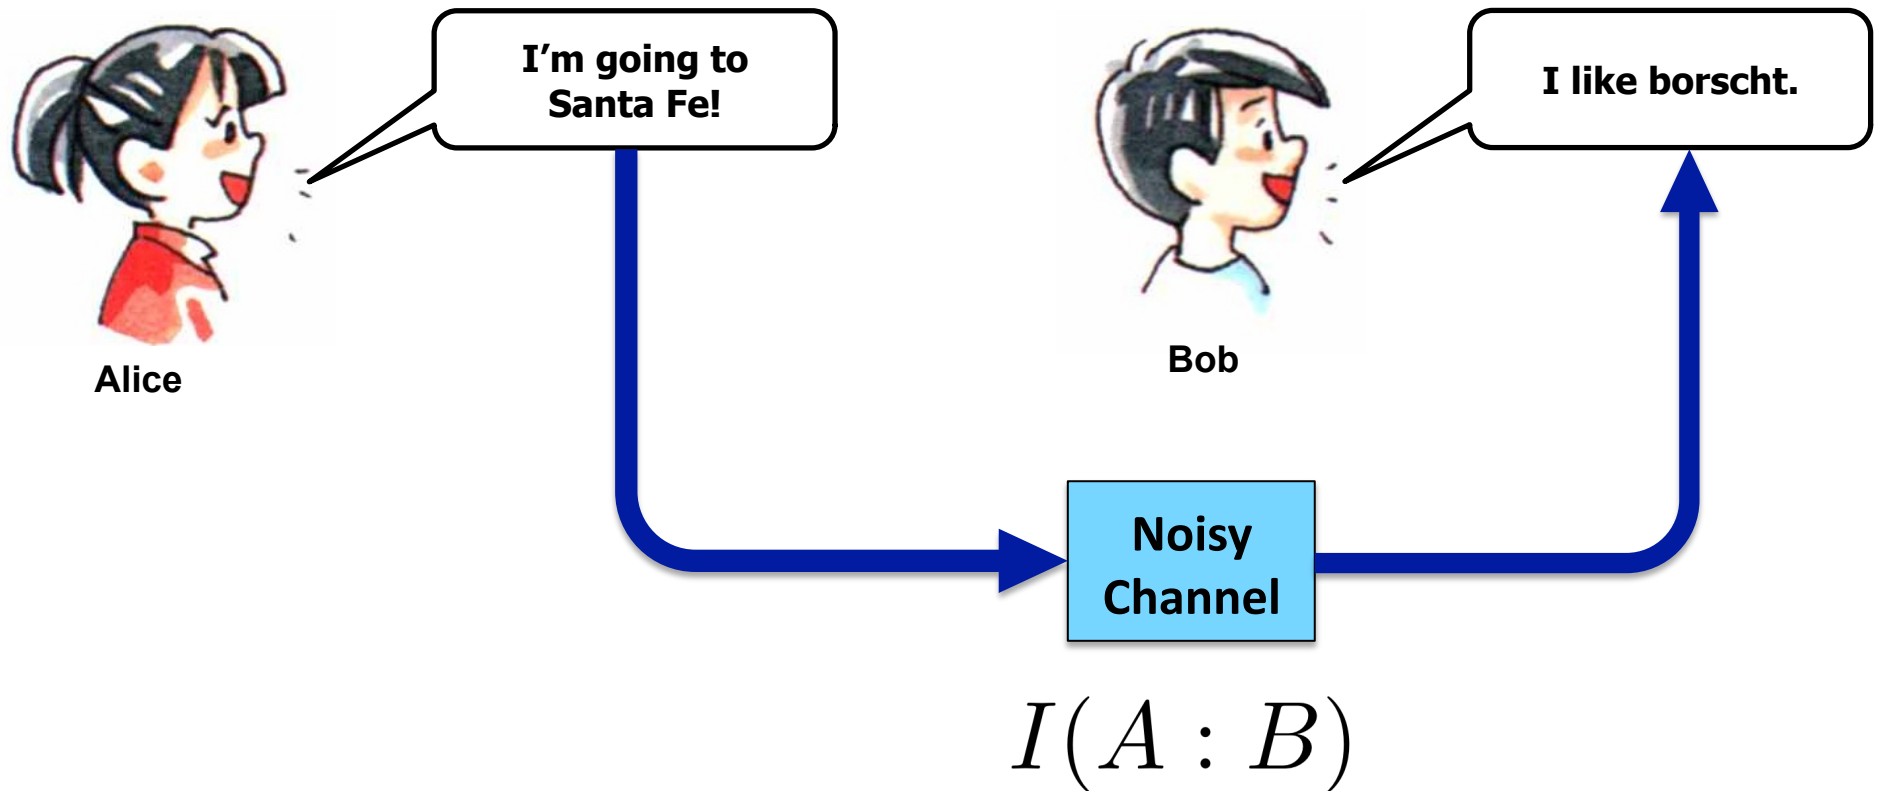 I’m going to
Santa Fe!
I like borscht.
Alice
Bob
Noisy
Channel
I(A : B)